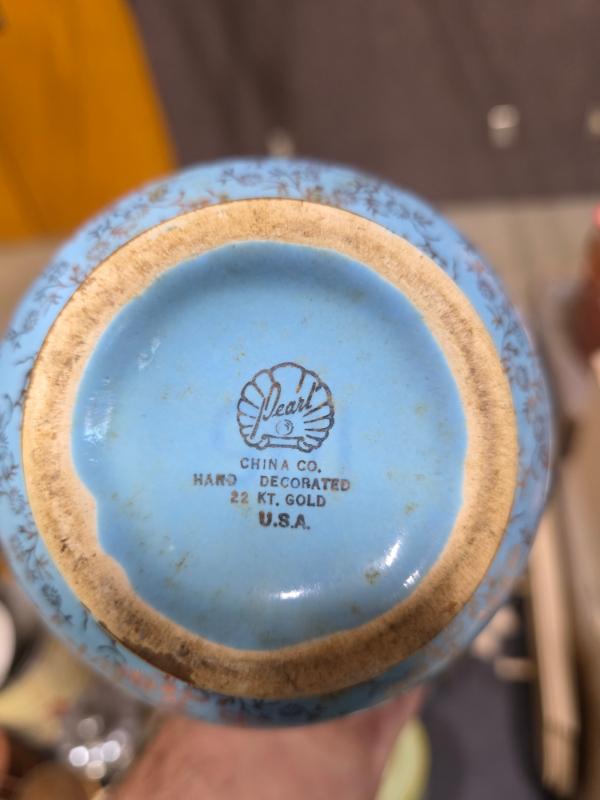 Pearl
CHINA CO.
HAND DECORATED
22 KT. GOLD
U.S.A.